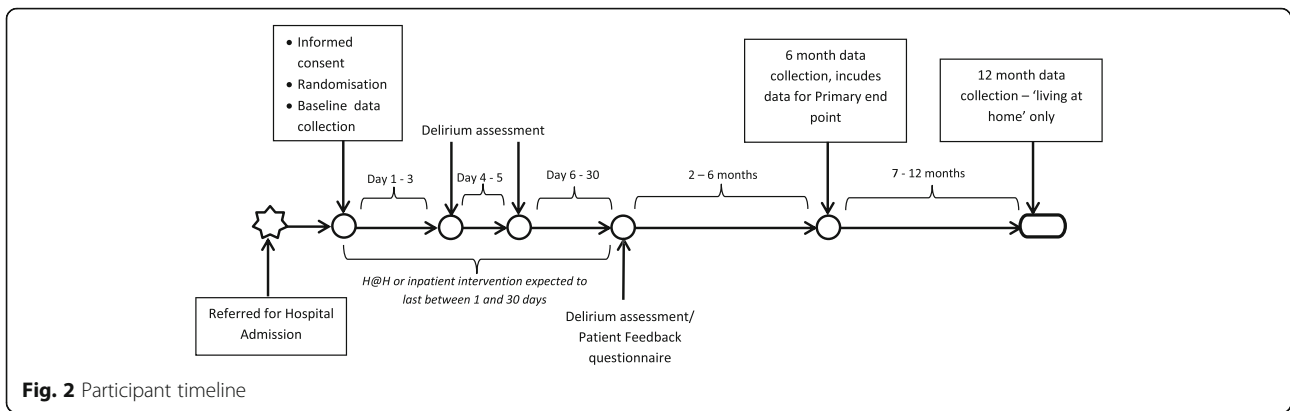 • Informed
consent
• Randomisation
• Baseline data
collection
6 month data
collection, incudes
data for Primary end
point
12 month data
collection – 'living at
home' only
Delirium assessment
Day 1 - 3
Day 4 - 5
Day 6 - 30
2 – 6 months
7 - 12 months
H@H or inpatient intervention expected to
last between 1 and 30 days
Referred for Hospital
Admission
Delirium assessment/
Patient Feedback
questionnaire
Fig. 2 Participant timeline